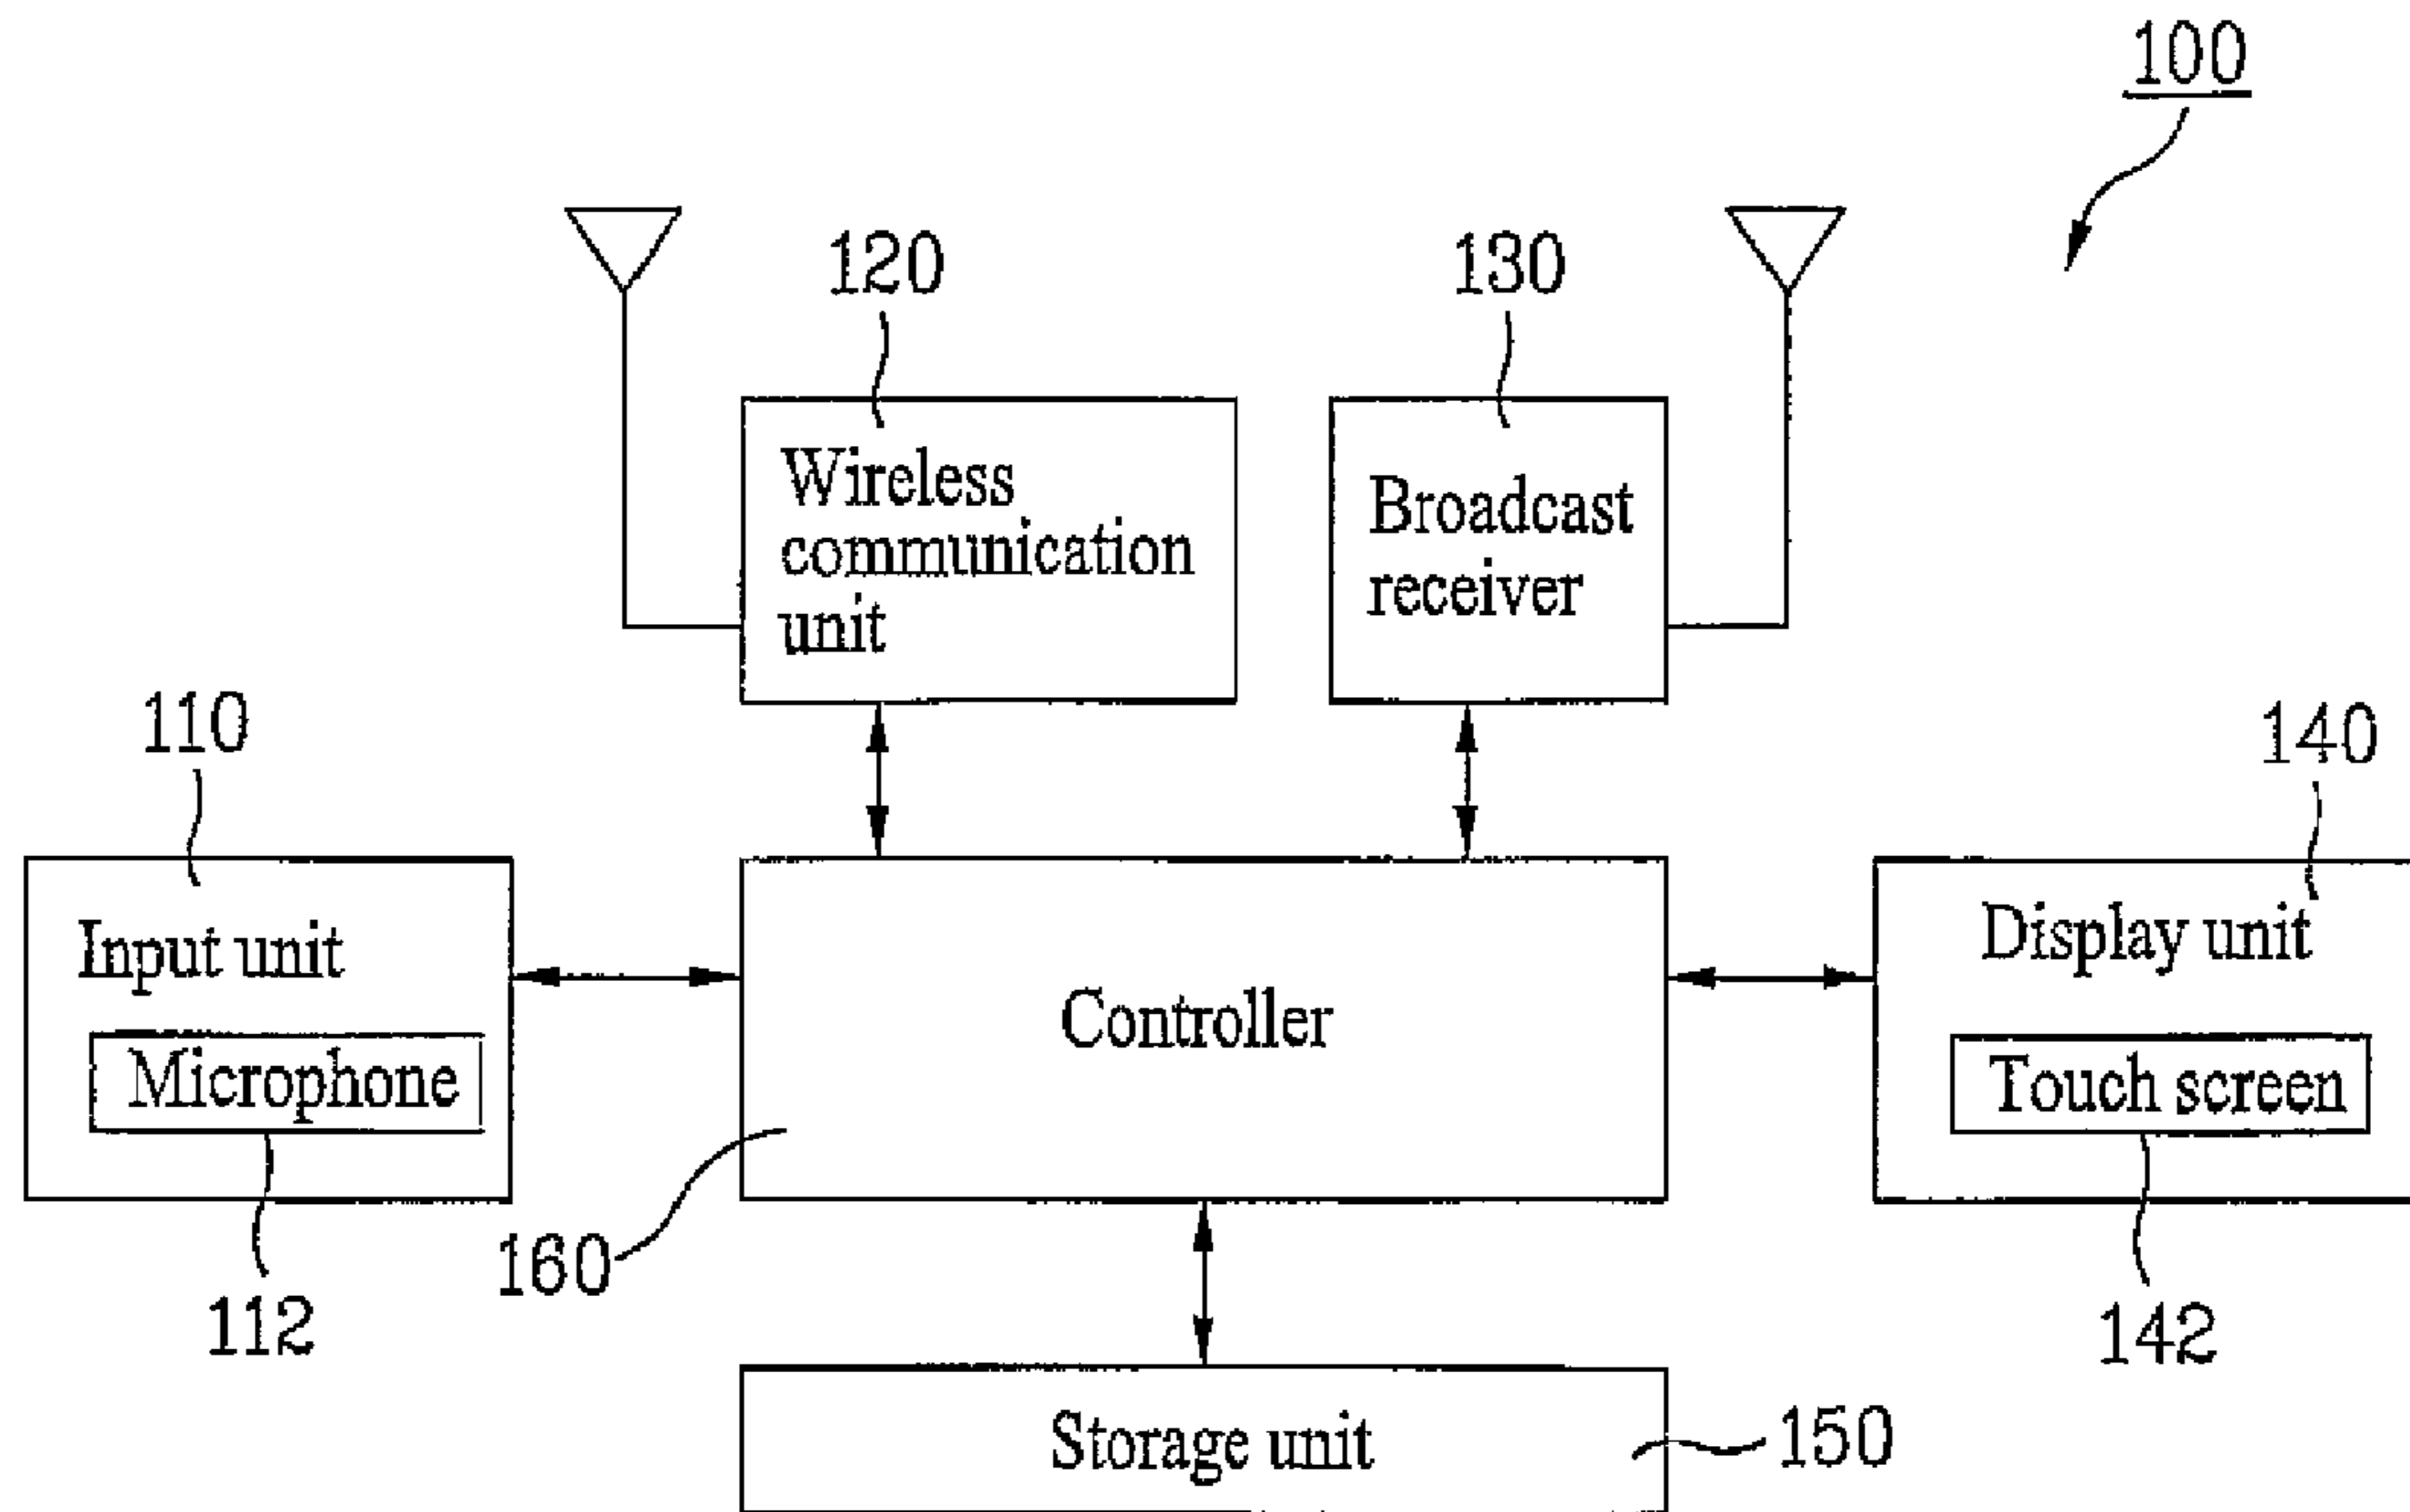 100
120
130
Wireless
communication
unit
Broadcast
receiver
110
140
Input unit
Microphone
Controller
Display unit
Touch screen
160
112
142
Storage unit
150